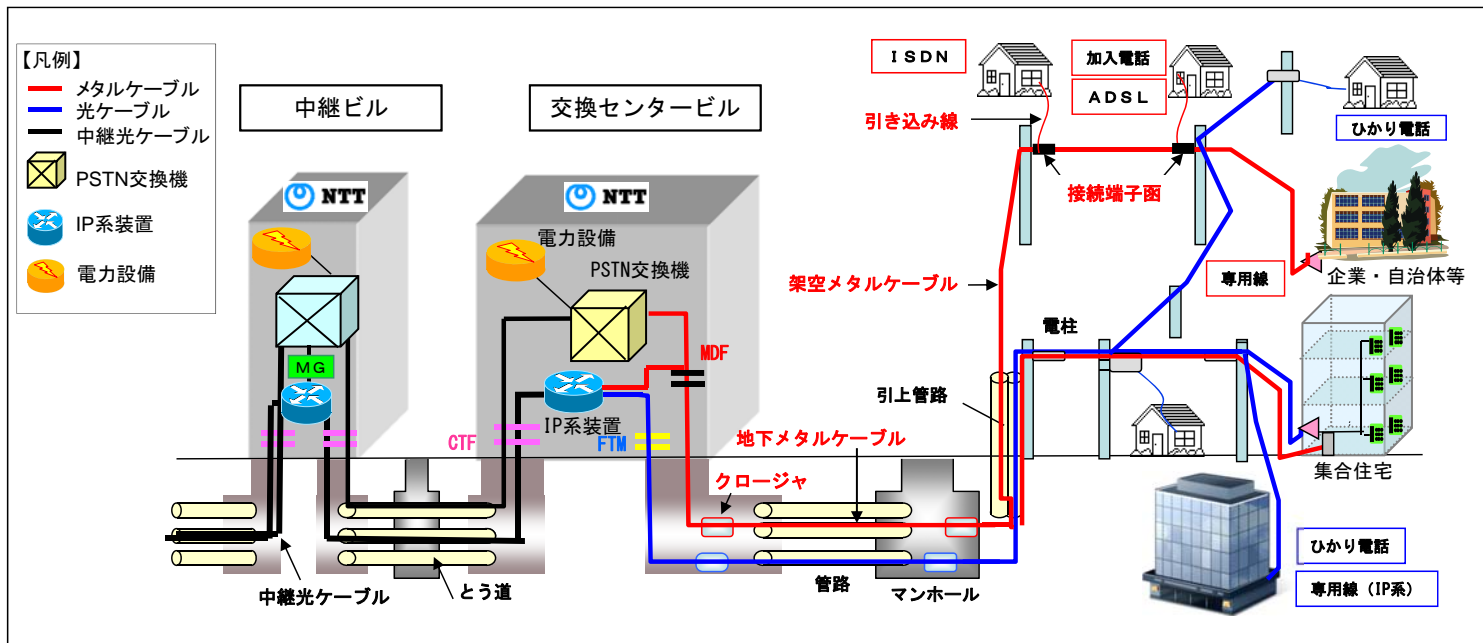 【凡例】
メタルケーブル
光ケーブル
中継光ケーブル
PSTN交換機
IP系装置
電力設備
中継ビル
交換センタービル
NTT
NTT
電力設備
PSTN交換機
MG
MDF
IP系装置
CTF
FTM
クロージャ
地下メタルケーブル
中継光ケーブル
とう道
管路
マンホール
ISDN
加入電話
ADSL
引き込み線
接続端子函
ひかり電話
架空メタルケーブル
専用線
企業・自治体等
電柱
引上管路
集合住宅
ひかり電話
専用線(IP系)